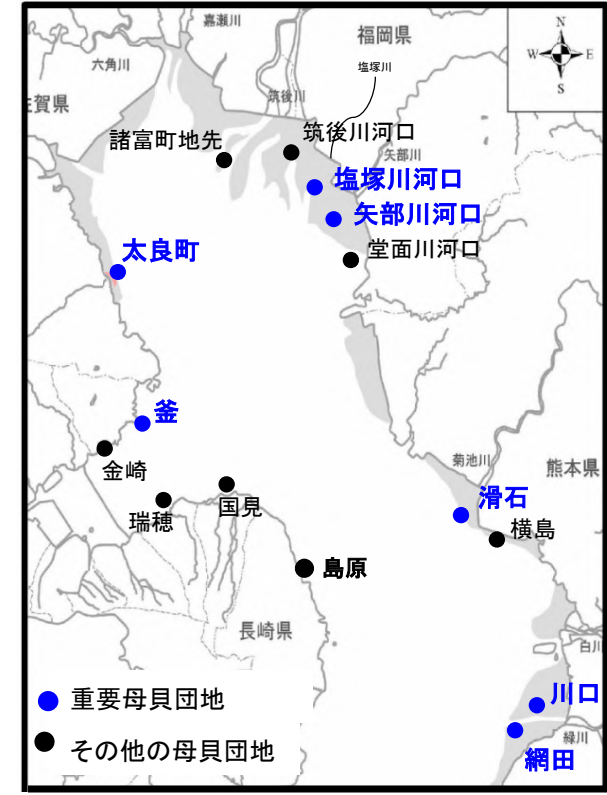 嘉瀬川
福岡県
N
W
E
S
六角川
塩塚川
佐賀県
筑後川
諸富町地先
筑後川河口
矢部川
塩塚川河口
矢部川河口
堂面川河口
太良町
釜
金崎
菊池川
熊本県
瑞穂
国見
滑石
横島
島原
長崎県
白川
重要母貝団地
川口
その他の母貝団地
緑川
網田